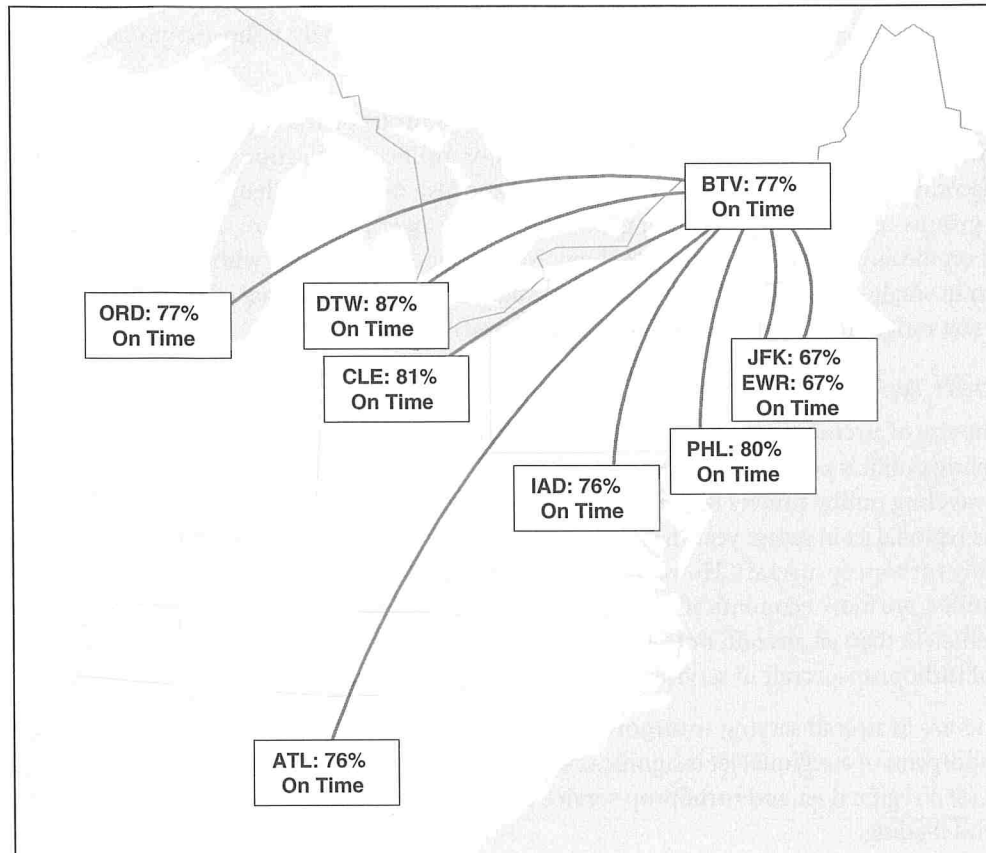 BTV: 77%
On Time
ORD: 77%
On Time
DTW: 87%
On Time
CLE: 81%
On Time
JFK: 67%
EWR: 67%
On Time
PHL: 80%
On Time
IAD: 76%
On Time
ATL: 76%
On Time